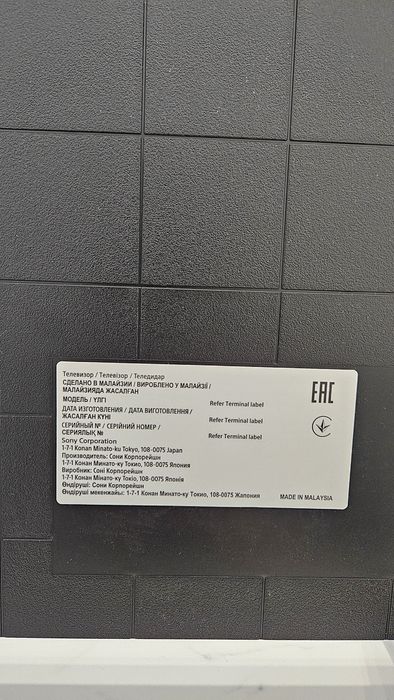 Телевизор / Телевізор / Теледидар
СДЕЛАНО В МАЛАЙЗИИ / ВИРОБЛЕНО У МАЛАЙЗІЇ /
МАЛАЙЗИЯДА ЖАСАЛҒАН
EAC
МОДЕЛЬ / ҮЛГІ Refer Terminal label
ДАТА ИЗГОТОВЛЕНИЯ / ДАТА ВИГОТОВЛЕННЯ /
ЖАСАЛҒАН КҮНІ Refer Terminal label
СЕРИЙНЫЙ № / СЕРІЙНИЙ НОМЕР /
СЕРИЯЛЫҚ № Refer Terminal label
Sony Corporation
1-7-1 Konan Minato-ku Tokyo, 108-0075 Japan
Производитель: Сони Корпорейшн
1-7-1 Конан Минато-ку Токио, 108-0075 Япония
Виробник: Соні Корпорейшн
1-7-1 Конан Мінато-ку Токіо, 108-0075 Японія
Өндіруші: Сони Корпорейшн
Өндіруші мекенжайы: 1-7-1 Конан Минато-ку Токио, 108-0075 Жапония MADE IN MALAYSIA